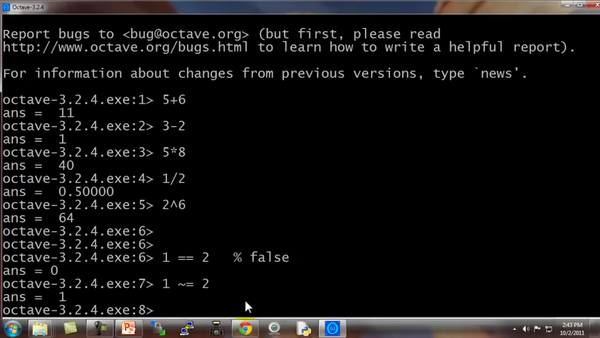 Octave-3.2.4
Report bugs to <bug@octave.org> (but first, please read
http://www.octave.org/bugs.html to learn how to write a helpful report).
For information about changes from previous versions, type `news'.
octave-3.2.4.exe:1> 5+6
ans =  11
octave-3.2.4.exe:2> 3-2
ans =  1
octave-3.2.4.exe:3> 5*8
ans =  40
octave-3.2.4.exe:4> 1/2
ans =  0.50000
octave-3.2.4.exe:5> 2^6
ans =  64
octave-3.2.4.exe:6>
octave-3.2.4.exe:6>
octave-3.2.4.exe:6> 1 == 2   % false
ans = 0
octave-3.2.4.exe:7> 1 ~= 2
ans =  1
octave-3.2.4.exe:8>
2:43 PM
10/2/2011